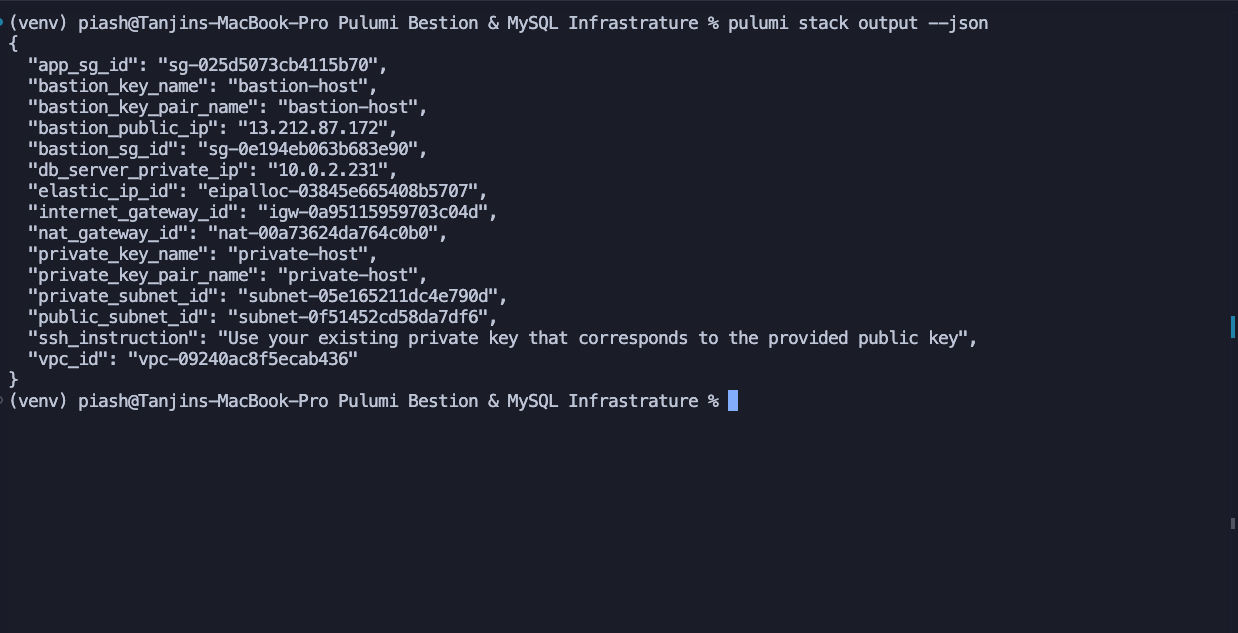 (venv) piash@Tanjins-MacBook-Pro Pulumi Bestion & MySQL Infrastrature % pulumi stack output --json
{
  "app_sg_id": "sg-025d5073cb4115b70",
  "bastion_key_name": "bastion-host",
  "bastion_key_pair_name": "bastion-host",
  "bastion_public_ip": "13.212.87.172",
  "bastion_sg_id": "sg-0e194eb063b683e90",
  "db_server_private_ip": "10.0.2.231",
  "elastic_ip_id": "eipalloc-03845e665408b5707",
  "internet_gateway_id": "igw-0a95115959703c04d",
  "nat_gateway_id": "nat-00a73624da764c0b0",
  "private_key_name": "private-host",
  "private_key_pair_name": "private-host",
  "private_subnet_id": "subnet-05e165211dc4e790d",
  "public_subnet_id": "subnet-0f51452cd58da7df6",
  "ssh_instruction": "Use your existing private key that corresponds to the provided public key",
  "vpc_id": "vpc-09240ac8f5ecab436"
}
(venv) piash@Tanjins-MacBook-Pro Pulumi Bestion & MySQL Infrastrature %